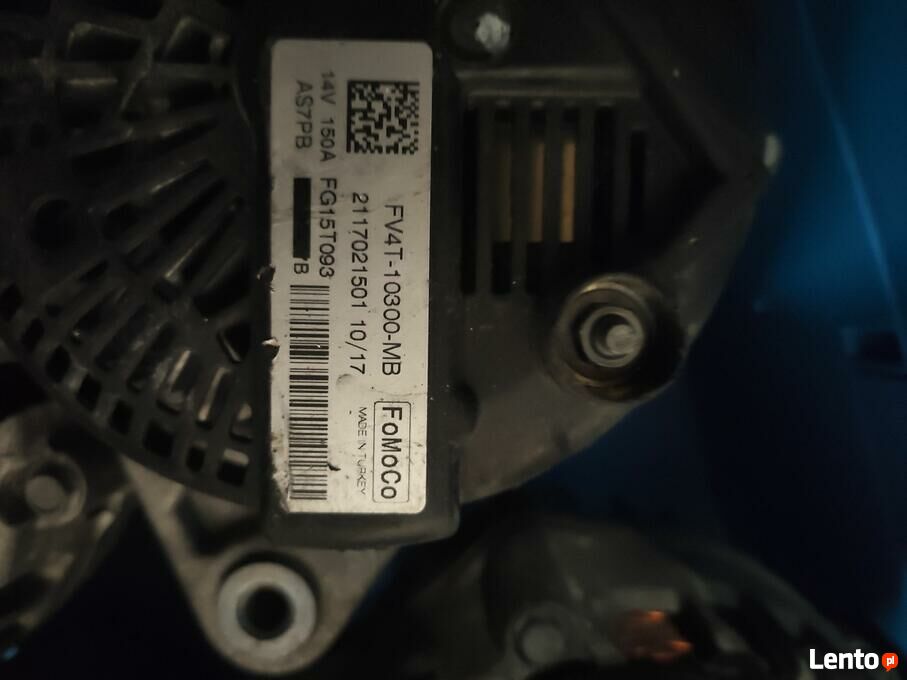 FV4T-10300-MB
FoMoCo
2117021501 10/17
MADE IN TURKEY
14V 150A FG15T093
AS7PB
B
Lento pl